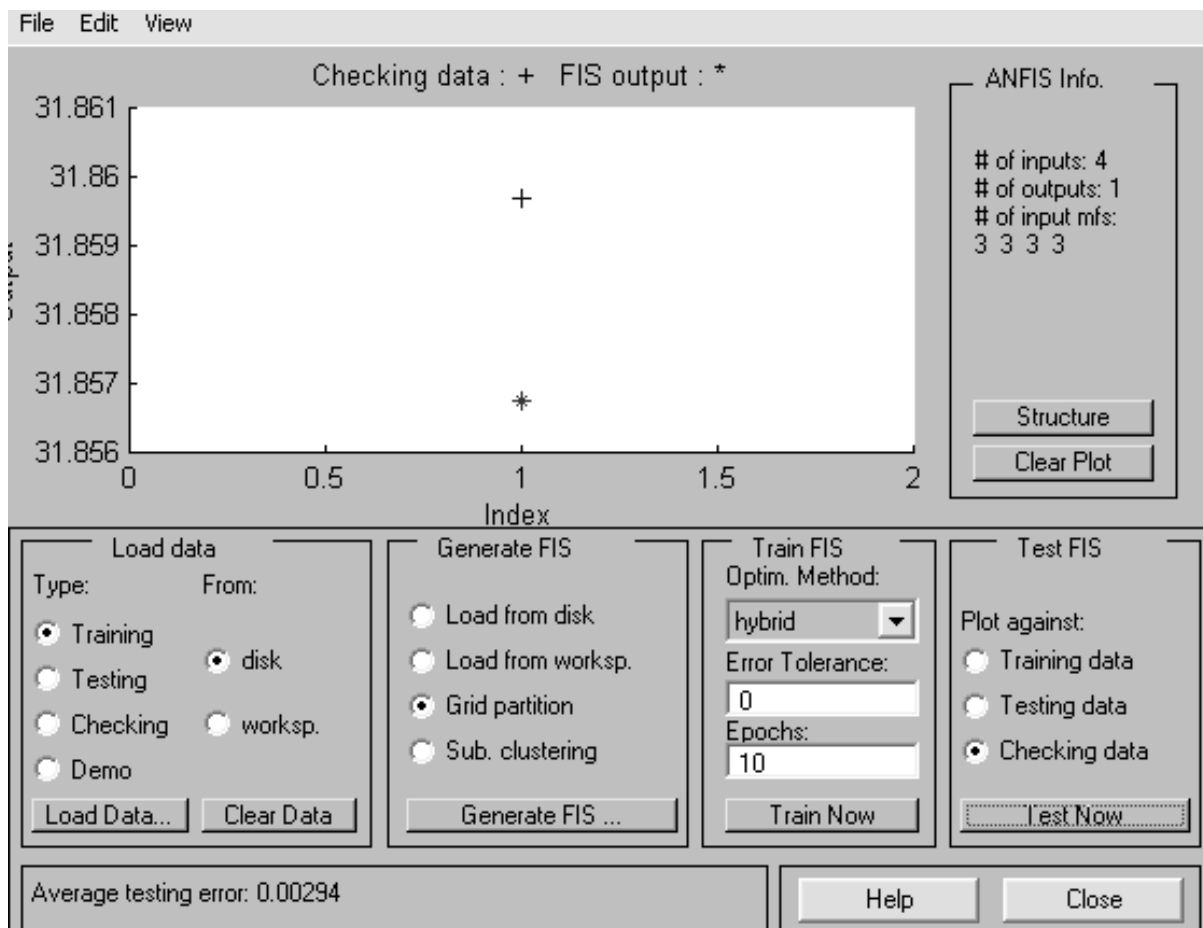 File Edit View
Checking data : + FIS output : *
31.861
31.86
31.859
31.858
31.857
31.856
0 0.5 1 1.5 2
Index
ANFIS Info.
# of inputs: 4
# of outputs: 1
# of input mfs:
3 3 3 3
Structure
Clear Plot
Load data
Type: From:
Training
disk
Testing
Checking
worksp.
Demo
Load Data... Clear Data
Generate FIS
Load from disk
Load from worksp.
Grid partition
Sub. clustering
Generate FIS ...
Train FIS
Optim. Method:
hybrid
Error Tolerance:
0
Epochs:
10
Train Now
Test FIS
Plot against:
Training data
Testing data
Checking data
Test Now
Average testing error: 0.00294
Help
Close